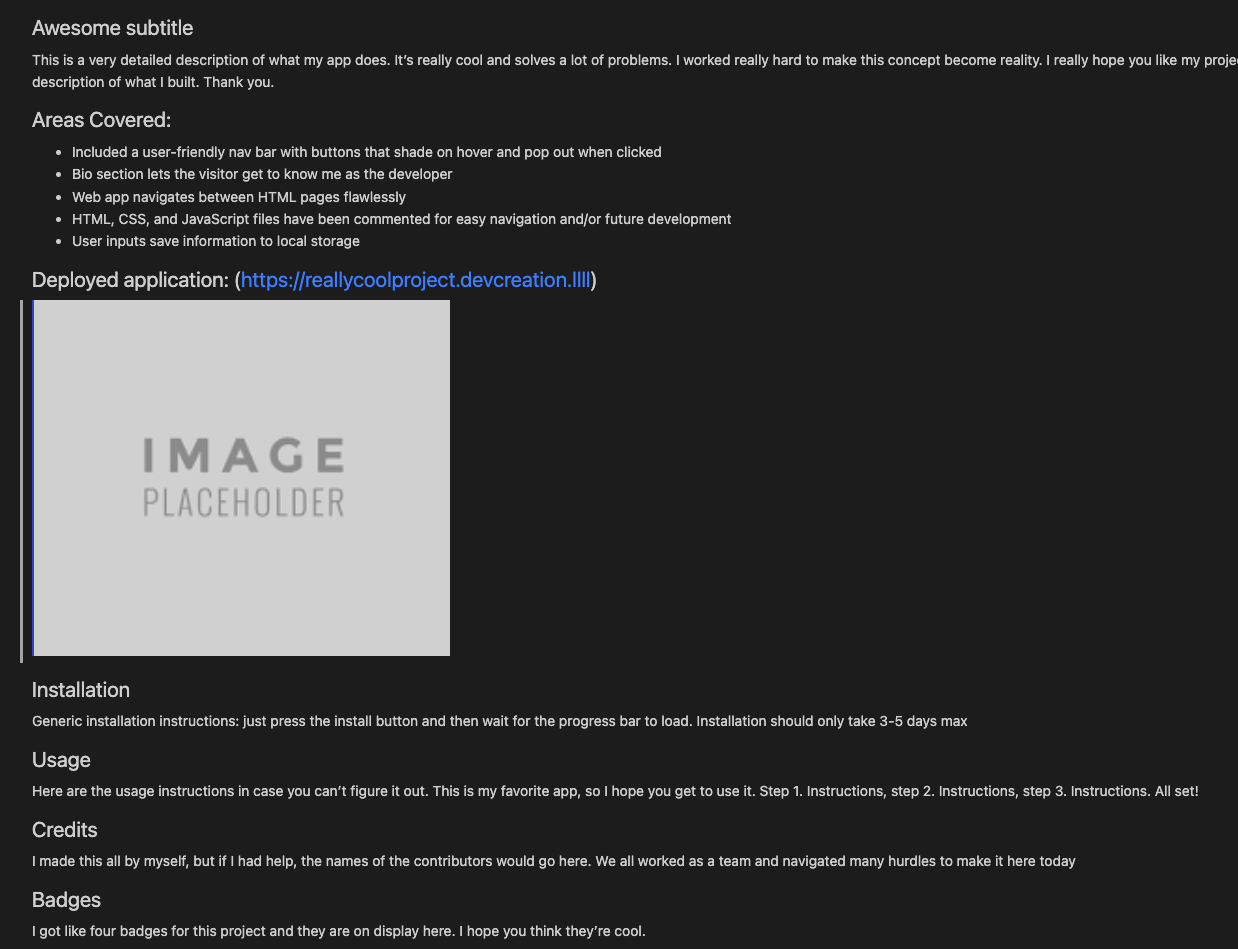 Awesome subtitle
This is a very detailed description of what my app does. It’s really cool and solves a lot of problems. I worked really hard to make this concept become reality. I really hope you like my
description of what I built. Thank you.
Areas Covered:
Included a user-friendly nav bar with buttons that shade on hover and pop out when clicked
Bio section lets the visitor get to know me as the developer
Web app navigates between HTML pages flawlessly
HTML, CSS, and JavaScript files have been commented for easy navigation and/or future development
User inputs save information to local storage
Deployed application: (https://reallycoolproject.devcreation.llll)
IMAGE
PLACEHOLDER
Installation
Generic installation instructions: just press the install button and then wait for the progress bar to load. Installation should only take 3-5 days max
Usage
Here are the usage instructions in case you can’t figure it out. This is my favorite app, so I hope you get to use it. Step 1. Instructions, step 2. Instructions, step 3. Instructions. All set!
Credits
I made this all by myself, but if I had help, the names of the contributors would go here. We all worked as a team and navigated many hurdles to make it here today
Badges
I got like four badges for this project and they are on display here. I hope you think they’re cool.